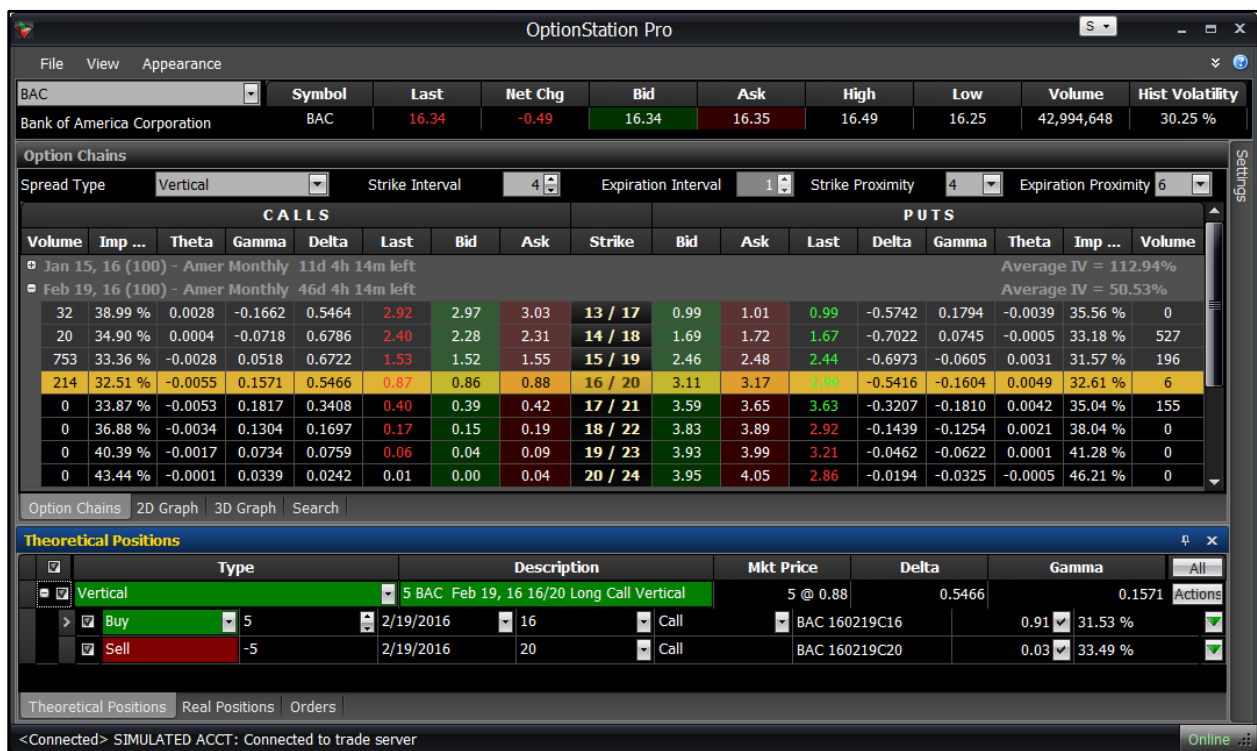 OptionStation Pro
S
File View Appearance
BAC Symbol Last Net Chg Bid Ask High Low Volume Hist Volatility
Bank of America Corporation BAC 16.34 -0.49 16.34 16.35 16.49 16.25 42,994,648 30.25 %
Option Chains
Settings
Spread Type Vertical Strike Interval 4 Expiration Interval 1 Strike Proximity 4 Expiration Proximity 6
CALLS PUTS
Volume Imp ... Theta Gamma Delta Last Bid Ask Strike Bid Ask Last Delta Gamma Theta Imp ... Volume
Jan 15, 16 (100) - Amer Monthly 11d 4h 14m left Average IV = 112.94%
Feb 19, 16 (100) - Amer Monthly 46d 4h 14m left Average IV = 50.53%
32 38.99 % 0.0028 -0.1662 0.5464 2.92 2.97 3.03 13 / 17 0.99 1.01 0.99 -0.5742 0.1794 -0.0039 35.56 % 0
20 34.90 % 0.0004 -0.0718 0.6786 2.40 2.28 2.31 14 / 18 1.69 1.72 1.67 -0.7022 0.0745 -0.0005 33.18 % 527
753 33.36 % -0.0028 0.0518 0.6722 1.53 1.52 1.55 15 / 19 2.46 2.48 2.44 -0.6973 -0.0605 0.0031 31.57 % 196
214 32.51 % -0.0055 0.1571 0.5466 0.87 0.86 0.88 16 / 20 3.11 3.17 2.99 -0.5416 -0.1604 0.0049 32.61 % 6
0 33.87 % -0.0053 0.1817 0.3408 0.40 0.39 0.42 17 / 21 3.59 3.65 3.63 -0.3207 -0.1810 0.0042 35.04 % 155
0 36.88 % -0.0034 0.1304 0.1697 0.17 0.15 0.19 18 / 22 3.83 3.89 2.92 -0.1439 -0.1254 0.0021 38.04 % 0
0 40.39 % -0.0017 0.0734 0.0759 0.06 0.04 0.09 19 / 23 3.93 3.99 3.21 -0.0462 -0.0622 0.0001 41.28 % 0
0 43.44 % -0.0001 0.0339 0.0242 0.01 0.00 0.04 20 / 24 3.95 4.05 2.86 -0.0194 -0.0325 -0.0005 46.21 % 0
Option Chains 2D Graph 3D Graph Search
Theoretical Positions
Type Description Mkt Price Delta Gamma All
Vertical 5 BAC Feb 19, 16 16/20 Long Call Vertical 5 @ 0.88 0.5466 0.1571 Actions
Buy 5 2/19/2016 16 Call BAC 160219C16 0.91 31.53 %
Sell -5 2/19/2016 20 Call BAC 160219C20 0.03 33.49 %
Theoretical Positions Real Positions Orders
<Connected> SIMULATED ACCT: Connected to trade server Online